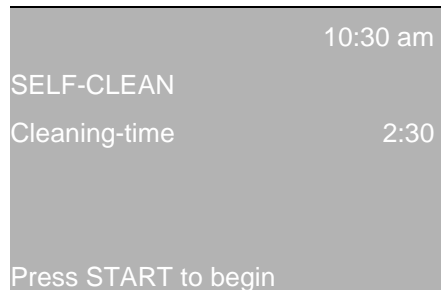 10:30 am
SELF-CLEAN
Cleaning-time 2:30
Press START to begin